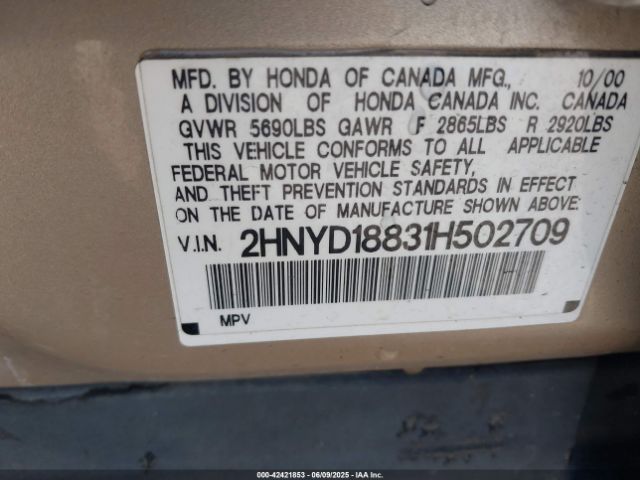 MFD. BY HONDA OF CANADA MFG., 10/00
A DIVISION OF HONDA CANADA INC. CANADA
GVWR 5690LBS GAWR F 2865LBS R 2920LBS
THIS VEHICLE CONFORMS TO ALL APPLICABLE
FEDERAL MOTOR VEHICLE SAFETY,
AND THEFT PREVENTION STANDARDS IN EFFECT
ON THE DATE OF MANUFACTURE SHOWN ABOVE.
V.I.N. 2HNYD18831H502709
MPV
000-42421853 - 06/09/2025 - IAA Inc.